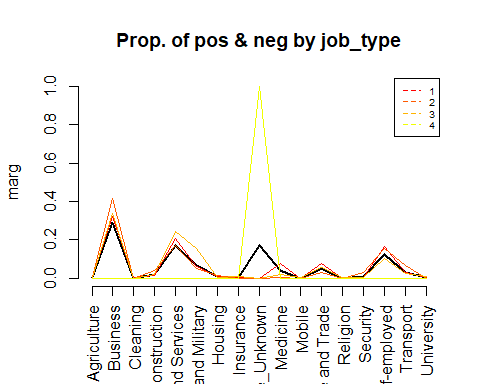 Prop. of pos & neg by job_type
1
2
3
4
marg
1.0
0.8
0.6
0.4
0.2
0.0
Agriculture
Business
Cleaning
onstruction
nd Services
and Military
Housing
Insurance
e_Unknown
Medicine
Mobile
e and Trade
Religion
Security
f-employed
Transport
University